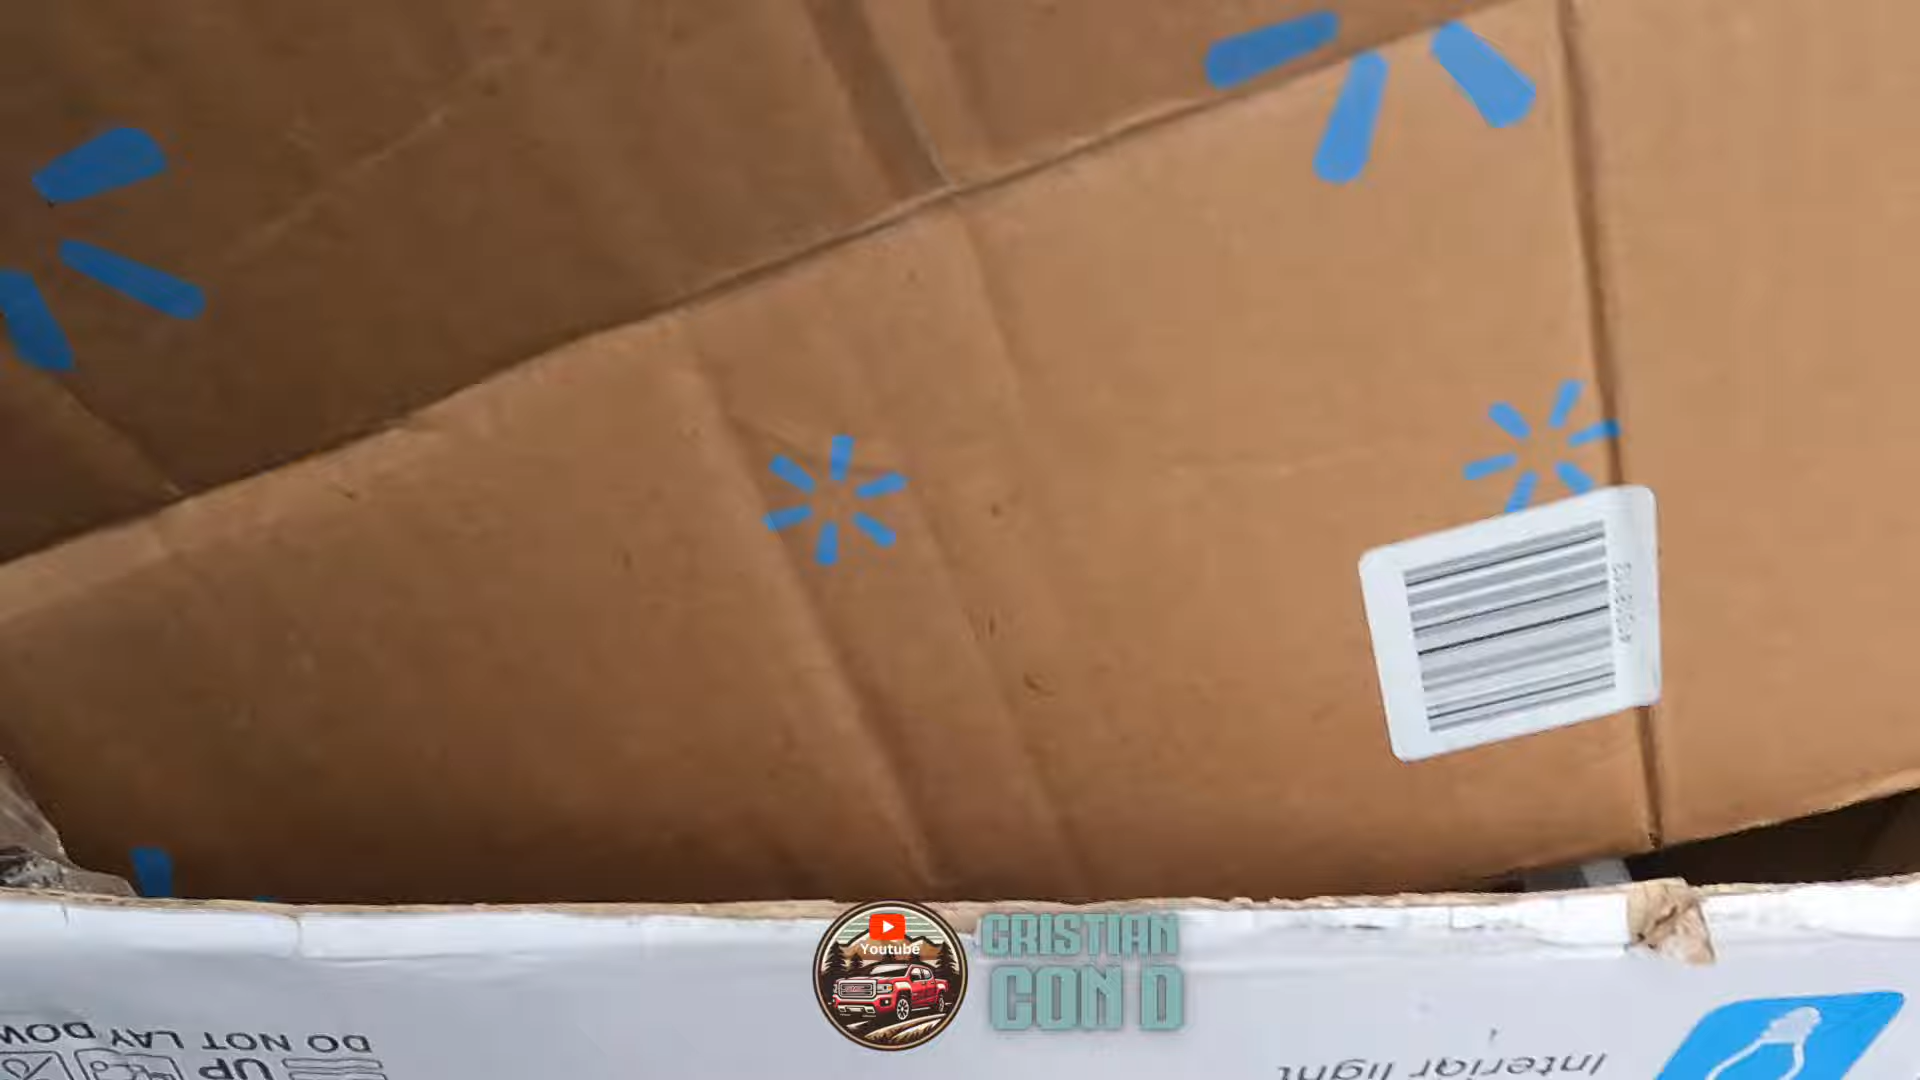 Youtube
CRISTIAN
CON D
DO NOT LAY DOW
UP
Interior light